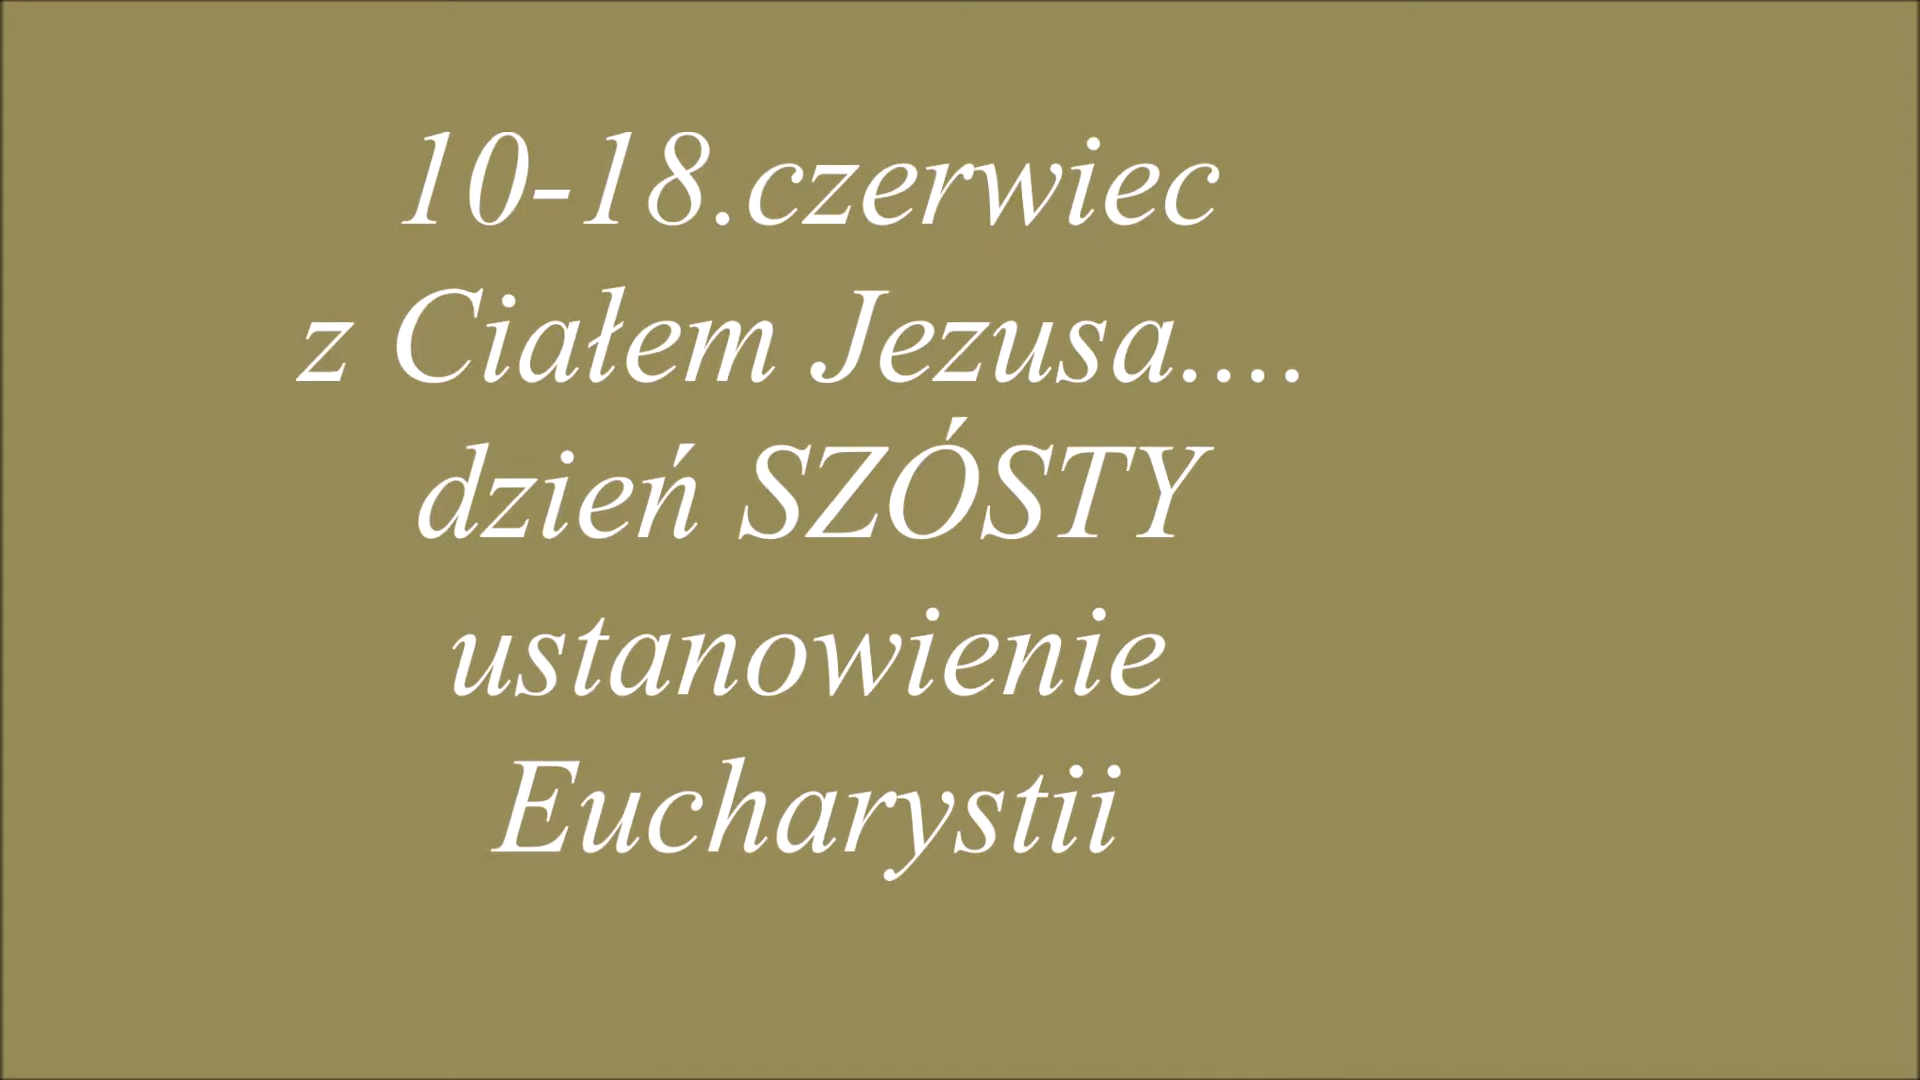 10-18.czerwiec
z Ciałem Jezusa....
dzień SZÓSTY
ustanowienie
Eucharystii